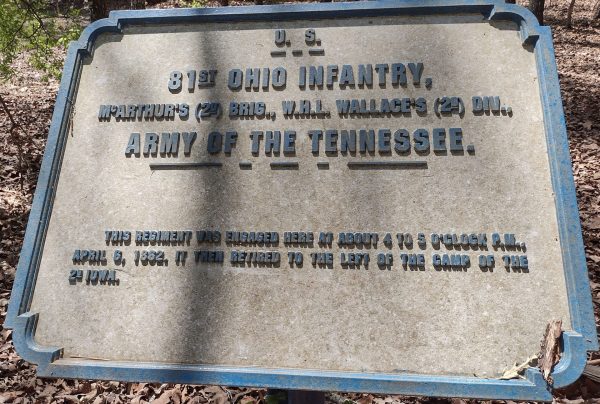 U. S.
81ST OHIO INFANTRY,
McARTHUR'S (2d) BRIG., W.H.L. WALLACE'S (2d) DIV.,
ARMY OF THE TENNESSEE.
THIS REGIMENT WAS ENGAGED HERE AT ABOUT 4 TO 5 O'CLOCK P.M.,
APRIL 6, 1862. IT THEN RETIRED TO THE LEFT OF THE CAMP OF THE
2d IOWA.